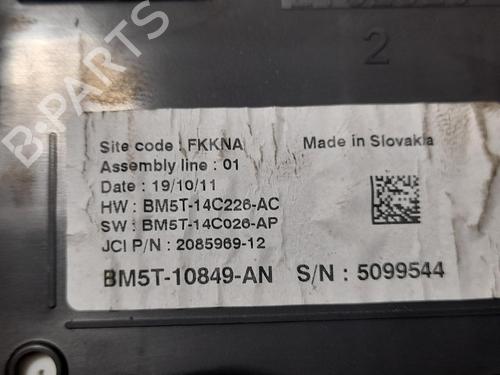 2
Site code : FKKNA Made in Slovakia
Assembly line : 01
Date : 19/10/11
HW : BM5T-14C226-AC
SW : BM5T-14C026-AP
JCI P/N : 2085969-12
BM5T-10849-AN S/N : 5099544
B-PARTS